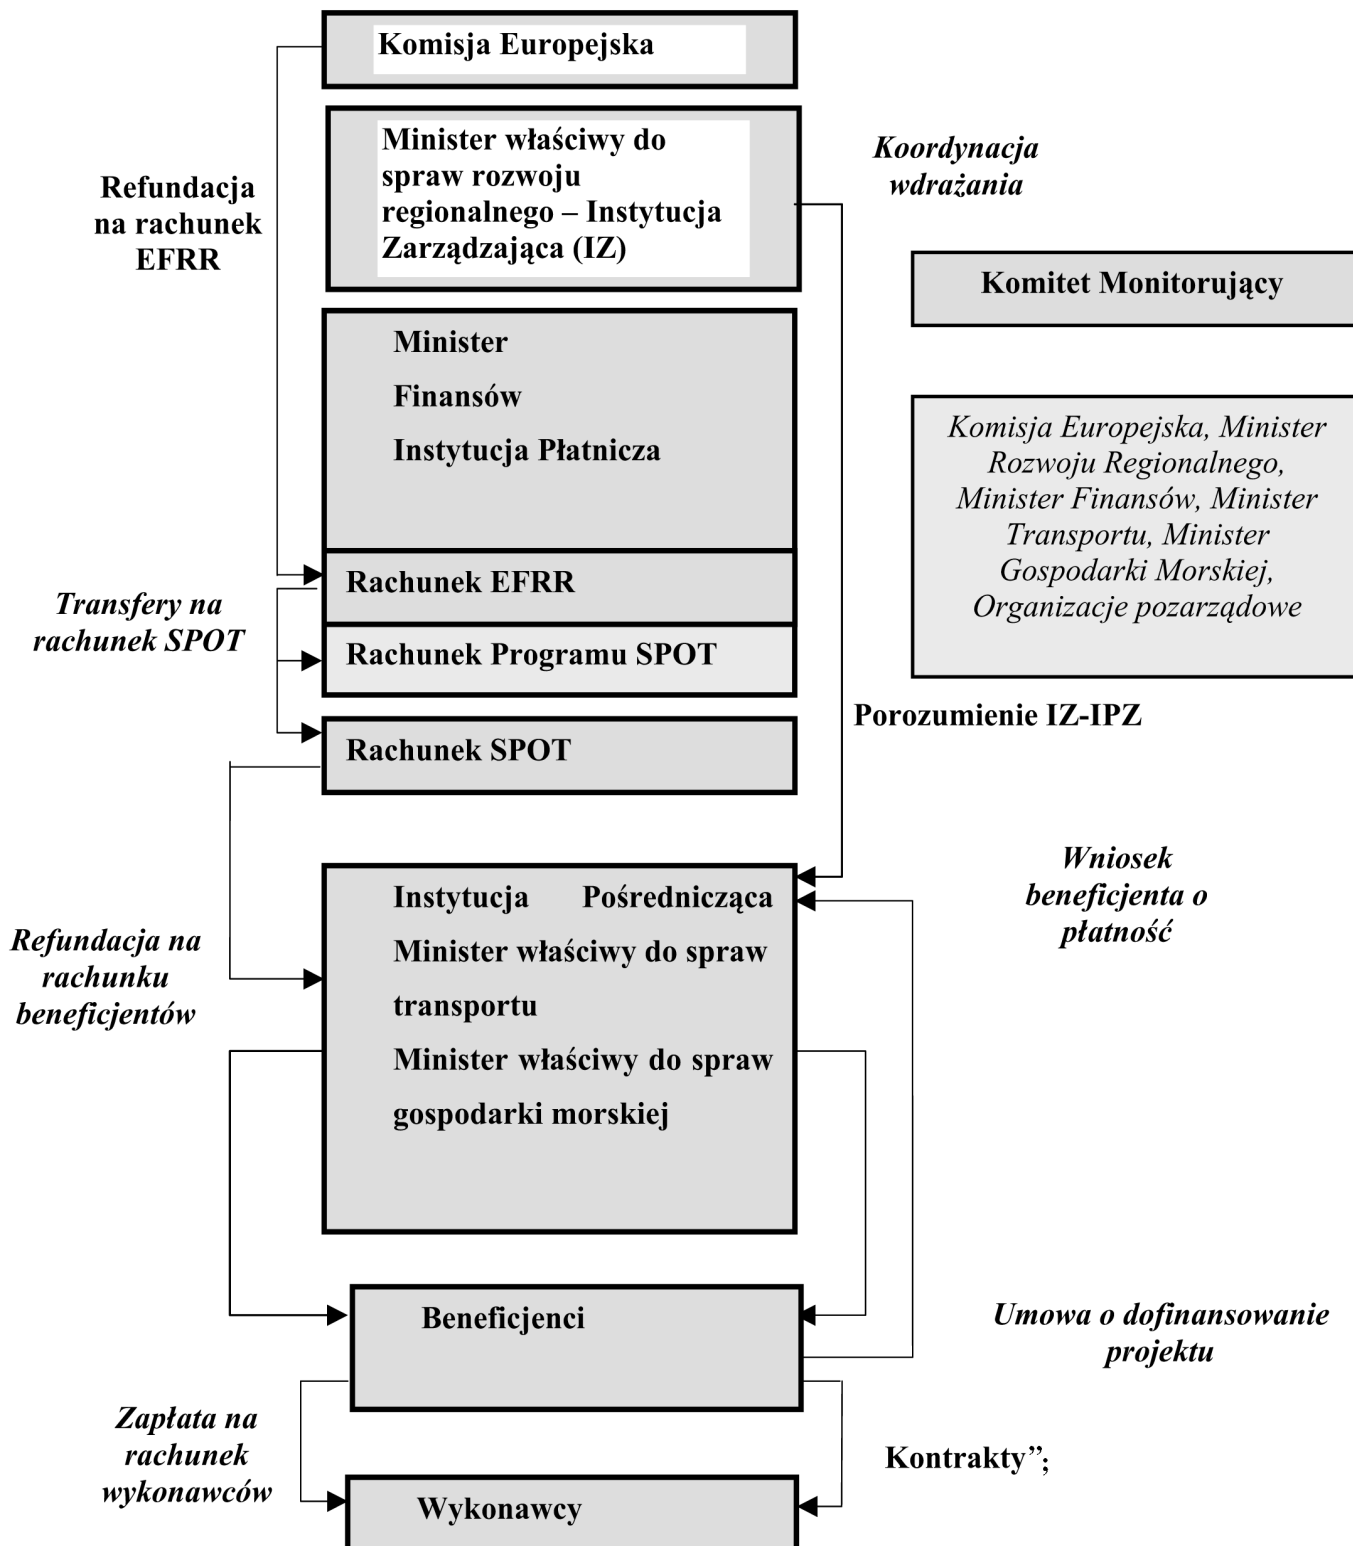 Komisja Europejska
Minister właściwy do
spraw rozwoju
regionalnego – Instytucja
Zarządzająca (IZ)
Koordynacja
wdrażania
Refundacja
na rachunek
EFRR
Komitet Monitorujący
Minister
Finansów
Instytucja Płatnicza
Komisja Europejska, Minister
Rozwoju Regionalnego,
Minister Finansów, Minister
Transportu, Minister
Gospodarki Morskiej,
Organizacje pozarządowe
Rachunek EFRR
Transfery na
rachunek SPOT
Rachunek Programu SPOT
Porozumienie IZ-IPZ
Rachunek SPOT
Wniosek
beneficjenta o
płatność
Instytucja Pośrednicząca
Minister właściwy do spraw
transportu
Minister właściwy do spraw
gospodarki morskiej
Refundacja na
rachunku
beneficjentów
Beneficjenci
Umowa o dofinansowanie
projektu
Zapłata na
rachunek
wykonawców
Kontrakty”;
Wykonawcy